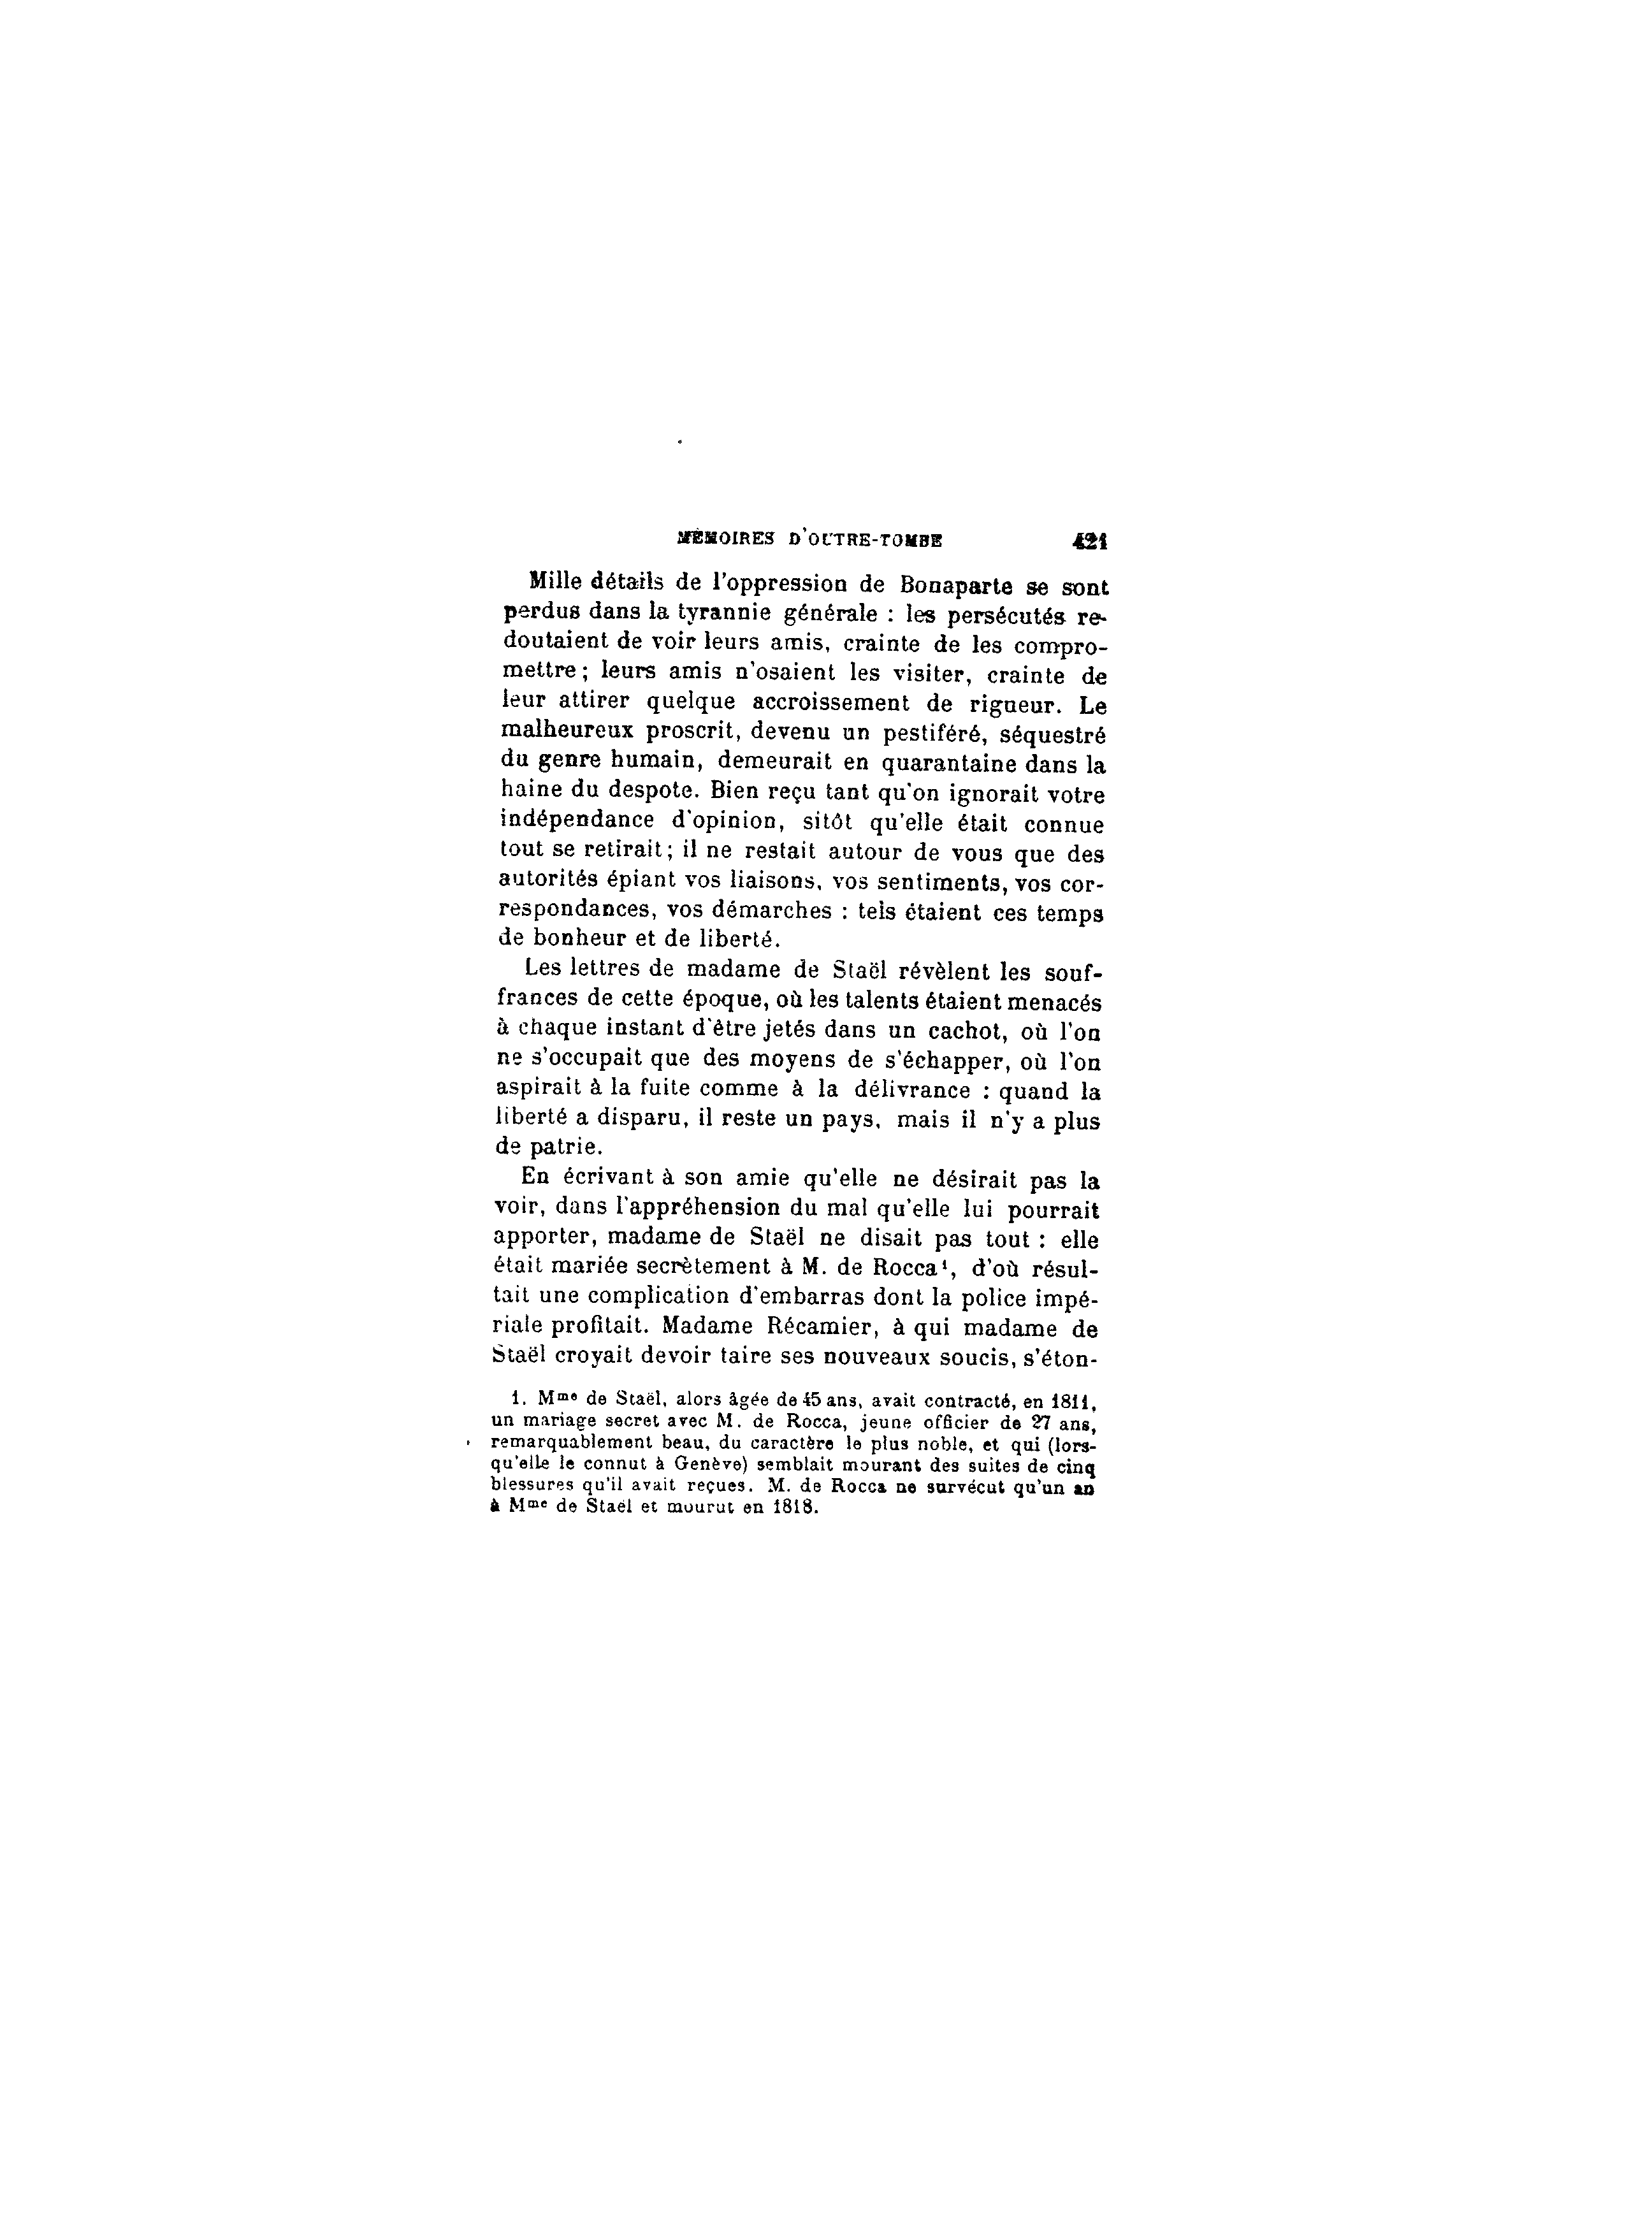 MÉMOIRES D'OUTRE-TOMBE 421
Mille détails de l'oppression de Bonaparte se sont
perdus dans la tyrannie générale : les persécutés re-
doutaient de voir leurs amis, crainte de les compro-
mettre ; leurs amis n'osaient les visiter, crainte de
leur attirer quelque accroissement de rigueur. Le
malheureux proscrit, devenu un pestiféré, séquestré
du genre humain, demeurait en quarantaine dans la
haine du despote. Bien reçu tant qu'on ignorait votre
indépendance d'opinion, sitôt qu'elle était connue
tout se retirait ; il ne restait autour de vous que des
autorités épiant vos liaisons, vos sentiments, vos cor-
respondances, vos démarches : tels étaient ces temps
de bonheur et de liberté.
Les lettres de madame de Staël révèlent les souf-
frances de cette époque, où les talents étaient menacés
à chaque instant d'être jetés dans un cachot, où l'on
ne s'occupait que des moyens de s'échapper, où l'on
aspirait à la fuite comme à la délivrance : quand la
liberté a disparu, il reste un pays, mais il n'y a plus
de patrie.
En écrivant à son amie qu'elle ne désirait pas la
voir, dans l'appréhension du mal qu'elle lui pourrait
apporter, madame de Staël ne disait pas tout : elle
était mariée secrètement à M. de Rocca¹, d'où résul-
tait une complication d'embarras dont la police impé-
riale profitait. Madame Récamier, à qui madame de
Staël croyait devoir taire ses nouveaux soucis, s'éton-
1. Mme de Staël, alors âgée de 45 ans, avait contracté, en 1811,
un mariage secret avec M. de Rocca, jeune officier de 27 ans,
remarquablement beau, du caractère le plus noble, et qui (lors-
qu'elle le connut à Genève) semblait mourant des suites de cinq
blessures qu'il avait reçues. M. de Rocca ne survécut qu'un an
à Mme de Staël et mourut en 1818.